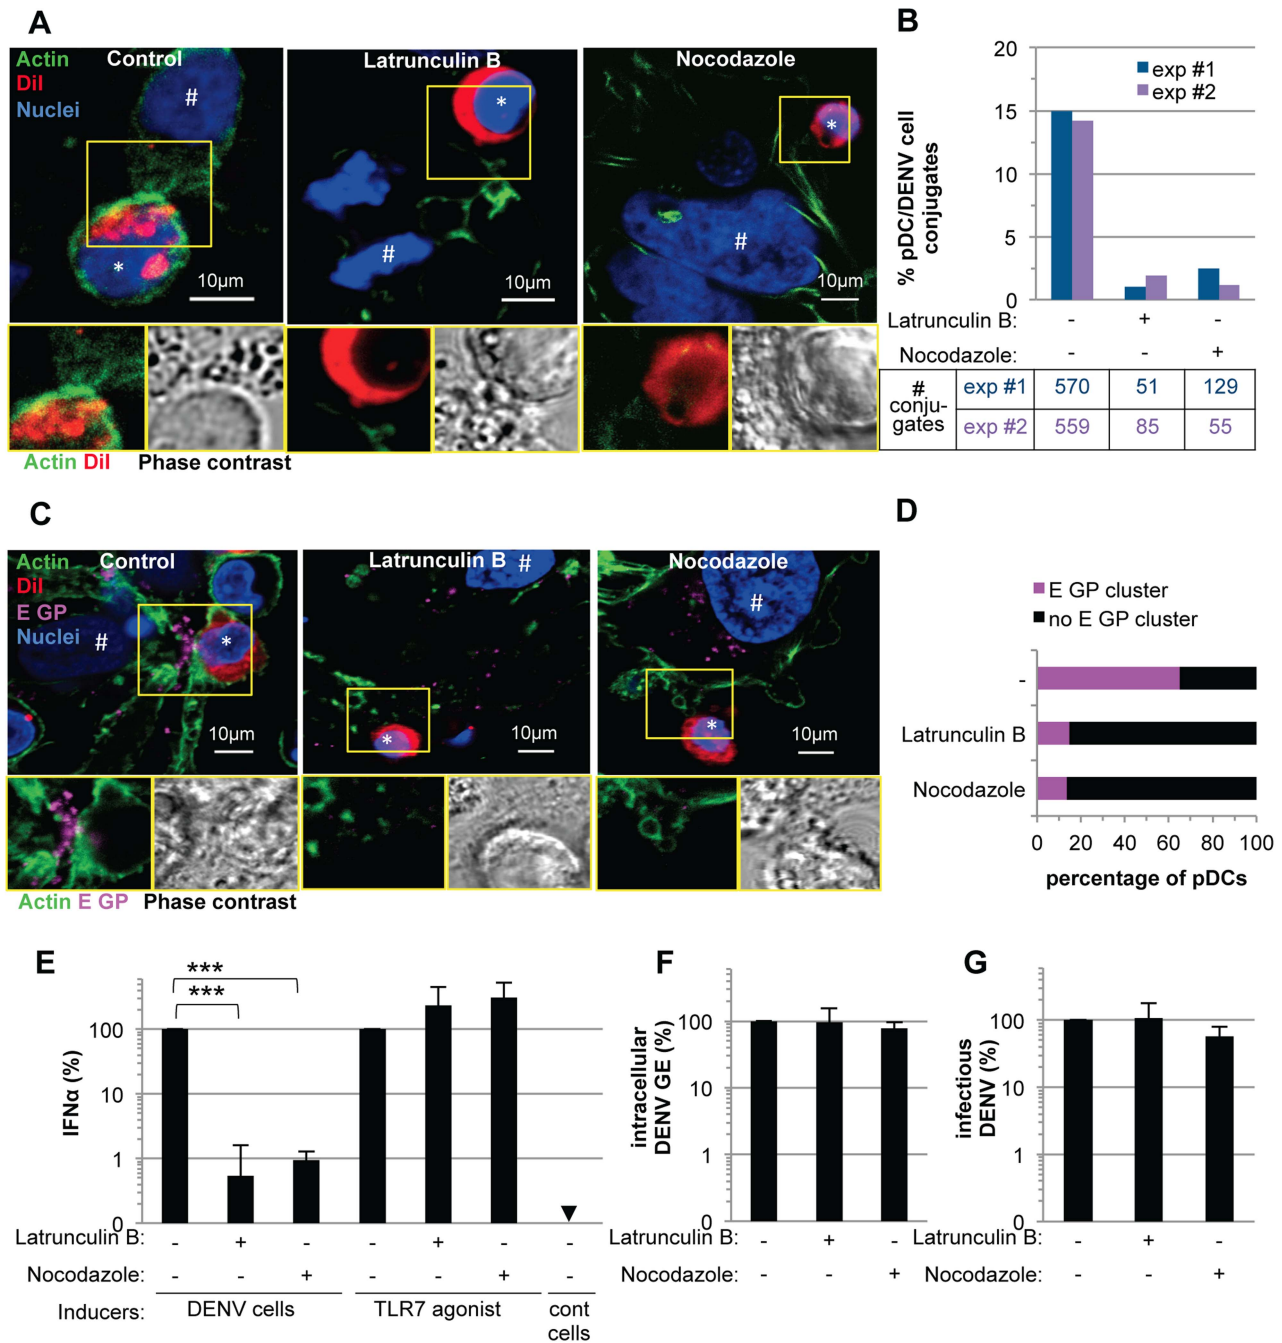 A
Actin
DiI
Nuclei
Control
#
*
10µm
Latrunculin B
*
#
10µm
Nocodazole
*
#
10µm
Actin DiI Phase contrast
B
% pDC/DENV cell
conjugates
20
15
10
5
0
exp #1
exp #2
Latrunculin B: - + -
Nocodazole: - - +
# conju-gates
exp #1 570 51 129
exp #2 559 85 55
C
Actin
DiI
E GP
Nuclei
Control
#
*
10µm
Latrunculin B
#
*
10µm
Nocodazole
#
*
10µm
Actin E GP Phase contrast
D
E GP cluster
no E GP cluster
-
Latrunculin B
Nocodazole
0 20 40 60 80 100
percentage of pDCs
E
IFNα (%)
100
10
1
0
***
***
Latrunculin B: - + - - + - -
Nocodazole: - - + - - + -
Inducers: DENV cells TLR7 agonist cont
cells
F
intracellular
DENV GE (%)
100
10
1
0
Latrunculin B: - + -
Nocodazole: - - +
G
infectious
DENV (%)
100
10
1
0
Latrunculin B: - + -
Nocodazole: - - +